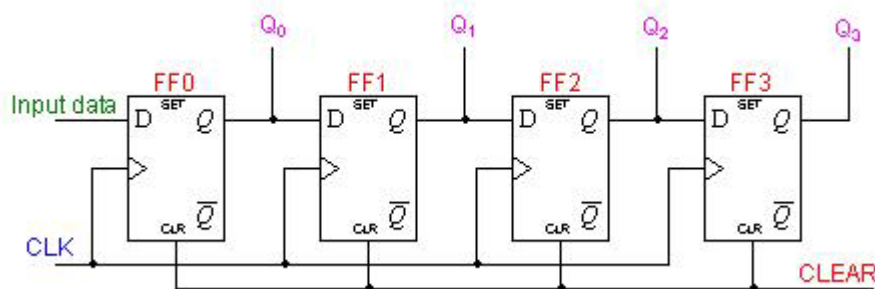 Q0 Q1 Q2 Q3
FF0 FF1 FF2 FF3
Input data D SET Q D SET Q D SET Q D SET Q
CLR Q̅ CLR Q̅ CLR Q̅ CLR Q̅
CLK
CLEAR